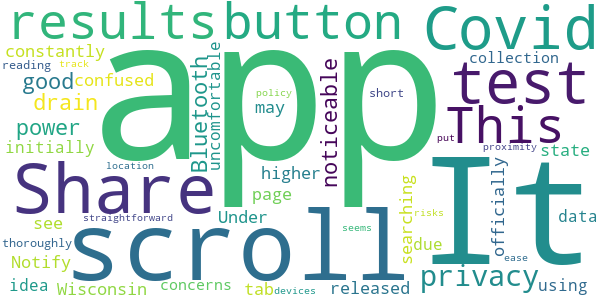 results button Covid
constantly
reading track
good confused
drain
power
initially
app
Bluetooth
uncomfortable
policy
may
short
noticeable
collection
test
This
put
proximity
state
location
Share
higher
page
Under
straightforward
see
thoroughly
Notify
scroll
seems
searching
due
It
officially
data
risks
privacy
idea Wisconsin concerns tab devices released ease using